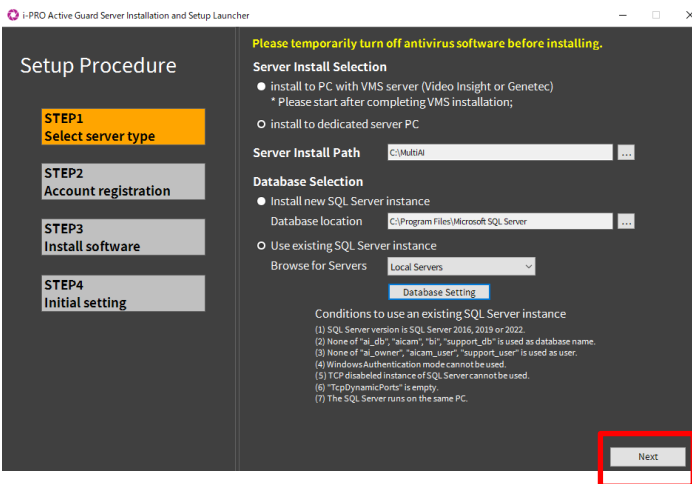 i-PRO Active Guard Server Installation and Setup Launcher
Please temporarily turn off antivirus software before installing.
Setup Procedure
STEP1
Select server type
STEP2
Account registration
STEP3
Install software
STEP4
Initial setting
Server Install Selection
install to PC with VMS server (Video Insight or Genetec)
* Please start after completing VMS installation;
install to dedicated server PC
Server Install Path
C:\MultiAI
...
Database Selection
Install new SQL Server instance
Database location
C:\Program Files\Microsoft SQL Server
...
Use existing SQL Server instance
Browse for Servers
Local Servers
Database Setting
Conditions to use an existing SQL Server instance
(1) SQL Server version is SQL Server 2016, 2019 or 2022.
(2) None of "ai_db", "aicam", "bi", "support_db" is used as database name.
(3) None of "ai_owner", "aicam_user", "support_user" is used as user.
(4) Windows Authentication mode cannot be used.
(5) TCP disabeled instance of SQL Server cannot be used.
(6) "TcpDynamicPorts" is empty.
(7) The SQL Server runs on the same PC.
Next